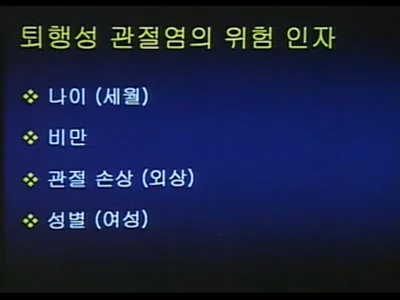 퇴행성 관절염의 위험 인자
❖ 나이 (세월)
❖ 비만
❖ 관절 손상 (외상)
❖ 성별 (여성)